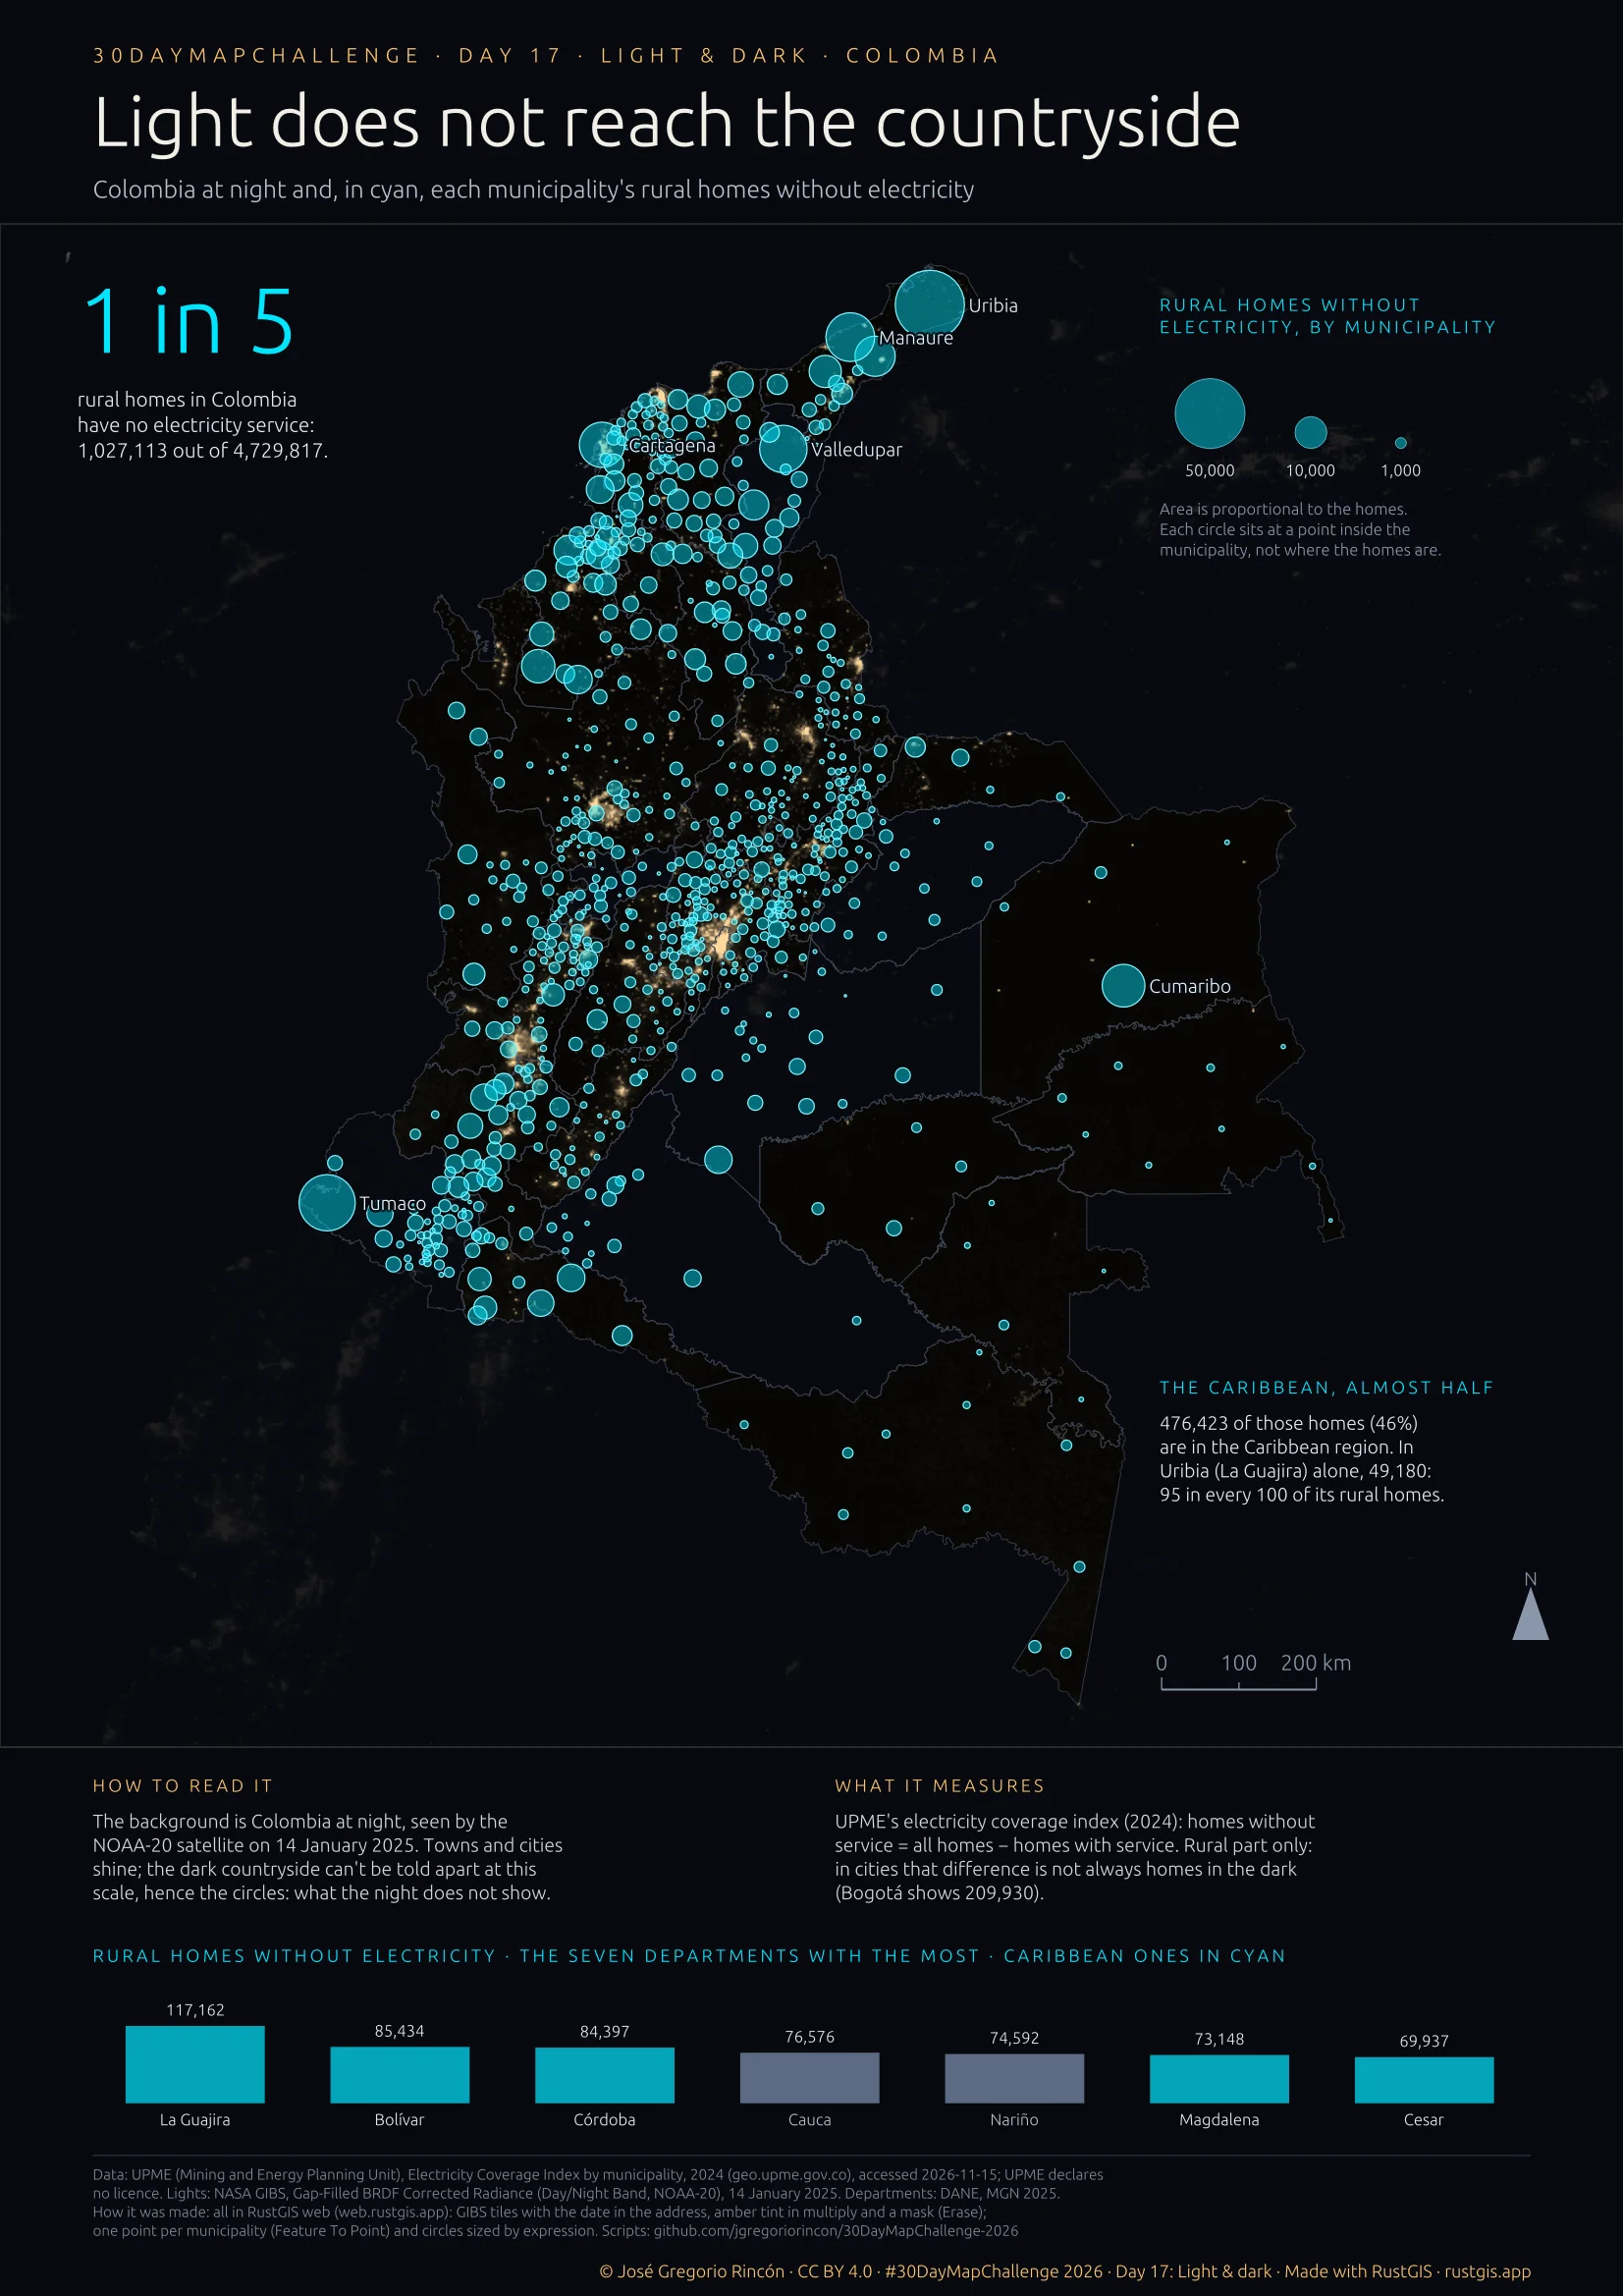 30DAYMAPCHALLENGE · DAY 17 · LIGHT & DARK · COLOMBIA
Light does not reach the countryside
Colombia at night and, in cyan, each municipality's rural homes without electricity
1 in 5
rural homes in Colombia
have no electricity service:
1,027,113 out of 4,729,817.
Uribia
Manaure
Cartagena
Valledupar
Cumaribo
Tumaco
RURAL HOMES WITHOUT
ELECTRICITY, BY MUNICIPALITY
50,000 10,000 1,000
Area is proportional to the homes.
Each circle sits at a point inside the
municipality, not where the homes are.
THE CARIBBEAN, ALMOST HALF
476,423 of those homes (46%)
are in the Caribbean region. In
Uribia (La Guajira) alone, 49,180:
95 in every 100 of its rural homes.
N
0 100 200 km
HOW TO READ IT
The background is Colombia at night, seen by the
NOAA-20 satellite on 14 January 2025. Towns and cities
shine; the dark countryside can't be told apart at this
scale, hence the circles: what the night does not show.
WHAT IT MEASURES
UPME's electricity coverage index (2024): homes without
service = all homes − homes with service. Rural part only:
in cities that difference is not always homes in the dark
(Bogotá shows 209,930).
RURAL HOMES WITHOUT ELECTRICITY · THE SEVEN DEPARTMENTS WITH THE MOST · CARIBBEAN ONES IN CYAN
117,162 85,434 84,397 76,576 74,592 73,148 69,937
La Guajira Bolívar Córdoba Cauca Nariño Magdalena Cesar
Data: UPME (Mining and Energy Planning Unit), Electricity Coverage Index by municipality, 2024 (geo.upme.gov.co), accessed 2026-11-15; UPME declares
no licence. Lights: NASA GIBS, Gap-Filled BRDF Corrected Radiance (Day/Night Band, NOAA-20), 14 January 2025. Departments: DANE, MGN 2025.
How it was made: all in RustGIS web (web.rustgis.app): GIBS tiles with the date in the address, amber tint in multiply and a mask (Erase);
one point per municipality (Feature To Point) and circles sized by expression. Scripts: github.com/jgregoriorincon/30DayMapChallenge-2026
© José Gregorio Rincón · CC BY 4.0 · #30DayMapChallenge 2026 · Day 17: Light & dark · Made with RustGIS · rustgis.app